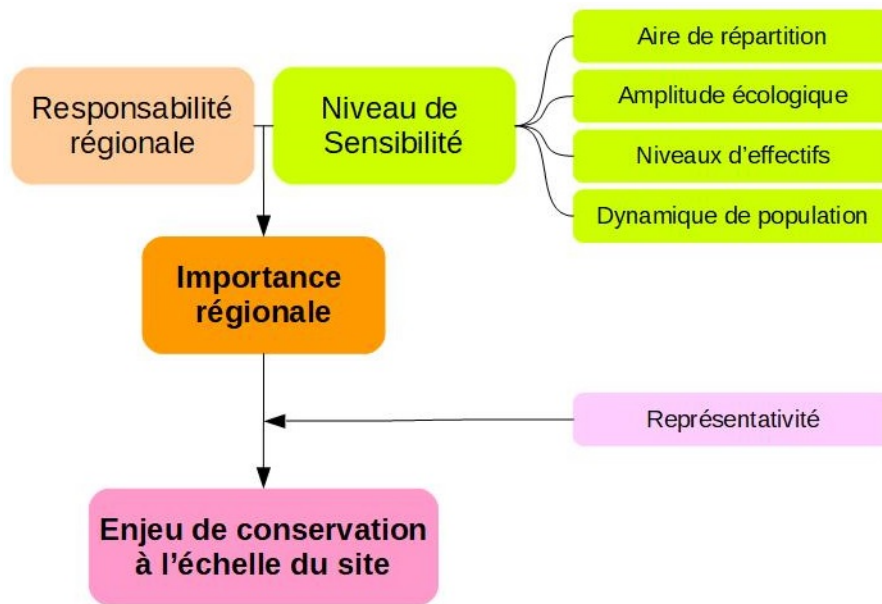 Responsabilité
régionale
Niveau de
Sensibilité
Aire de répartition
Amplitude écologique
Niveaux d'effectifs
Dynamique de population
Importance
régionale
Représentativité
Enjeu de conservation
à l'échelle du site